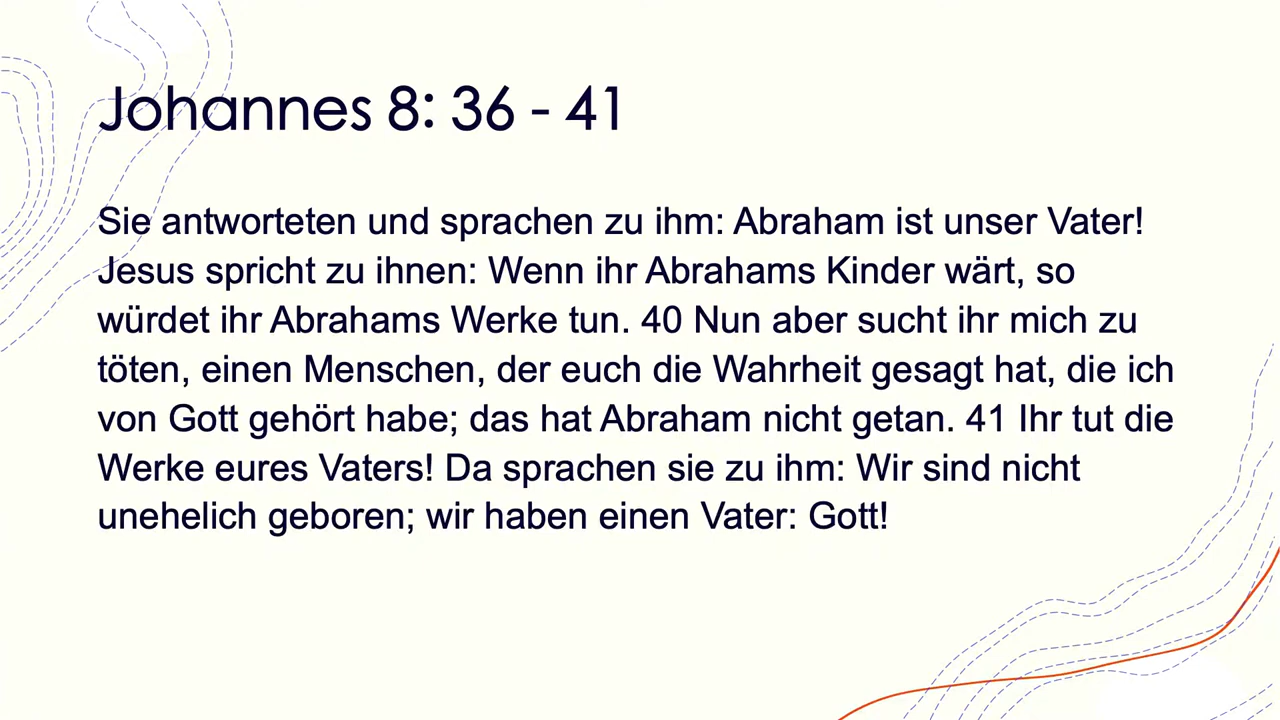 Johannes 8: 36 - 41
Sie antworteten und sprachen zu ihm: Abraham ist unser Vater!
Jesus spricht zu ihnen: Wenn ihr Abrahams Kinder wärt, so
würdet ihr Abrahams Werke tun. 40 Nun aber sucht ihr mich zu
töten, einen Menschen, der euch die Wahrheit gesagt hat, die ich
von Gott gehört habe; das hat Abraham nicht getan. 41 Ihr tut die
Werke eures Vaters! Da sprachen sie zu ihm: Wir sind nicht
unehelich geboren; wir haben einen Vater: Gott!